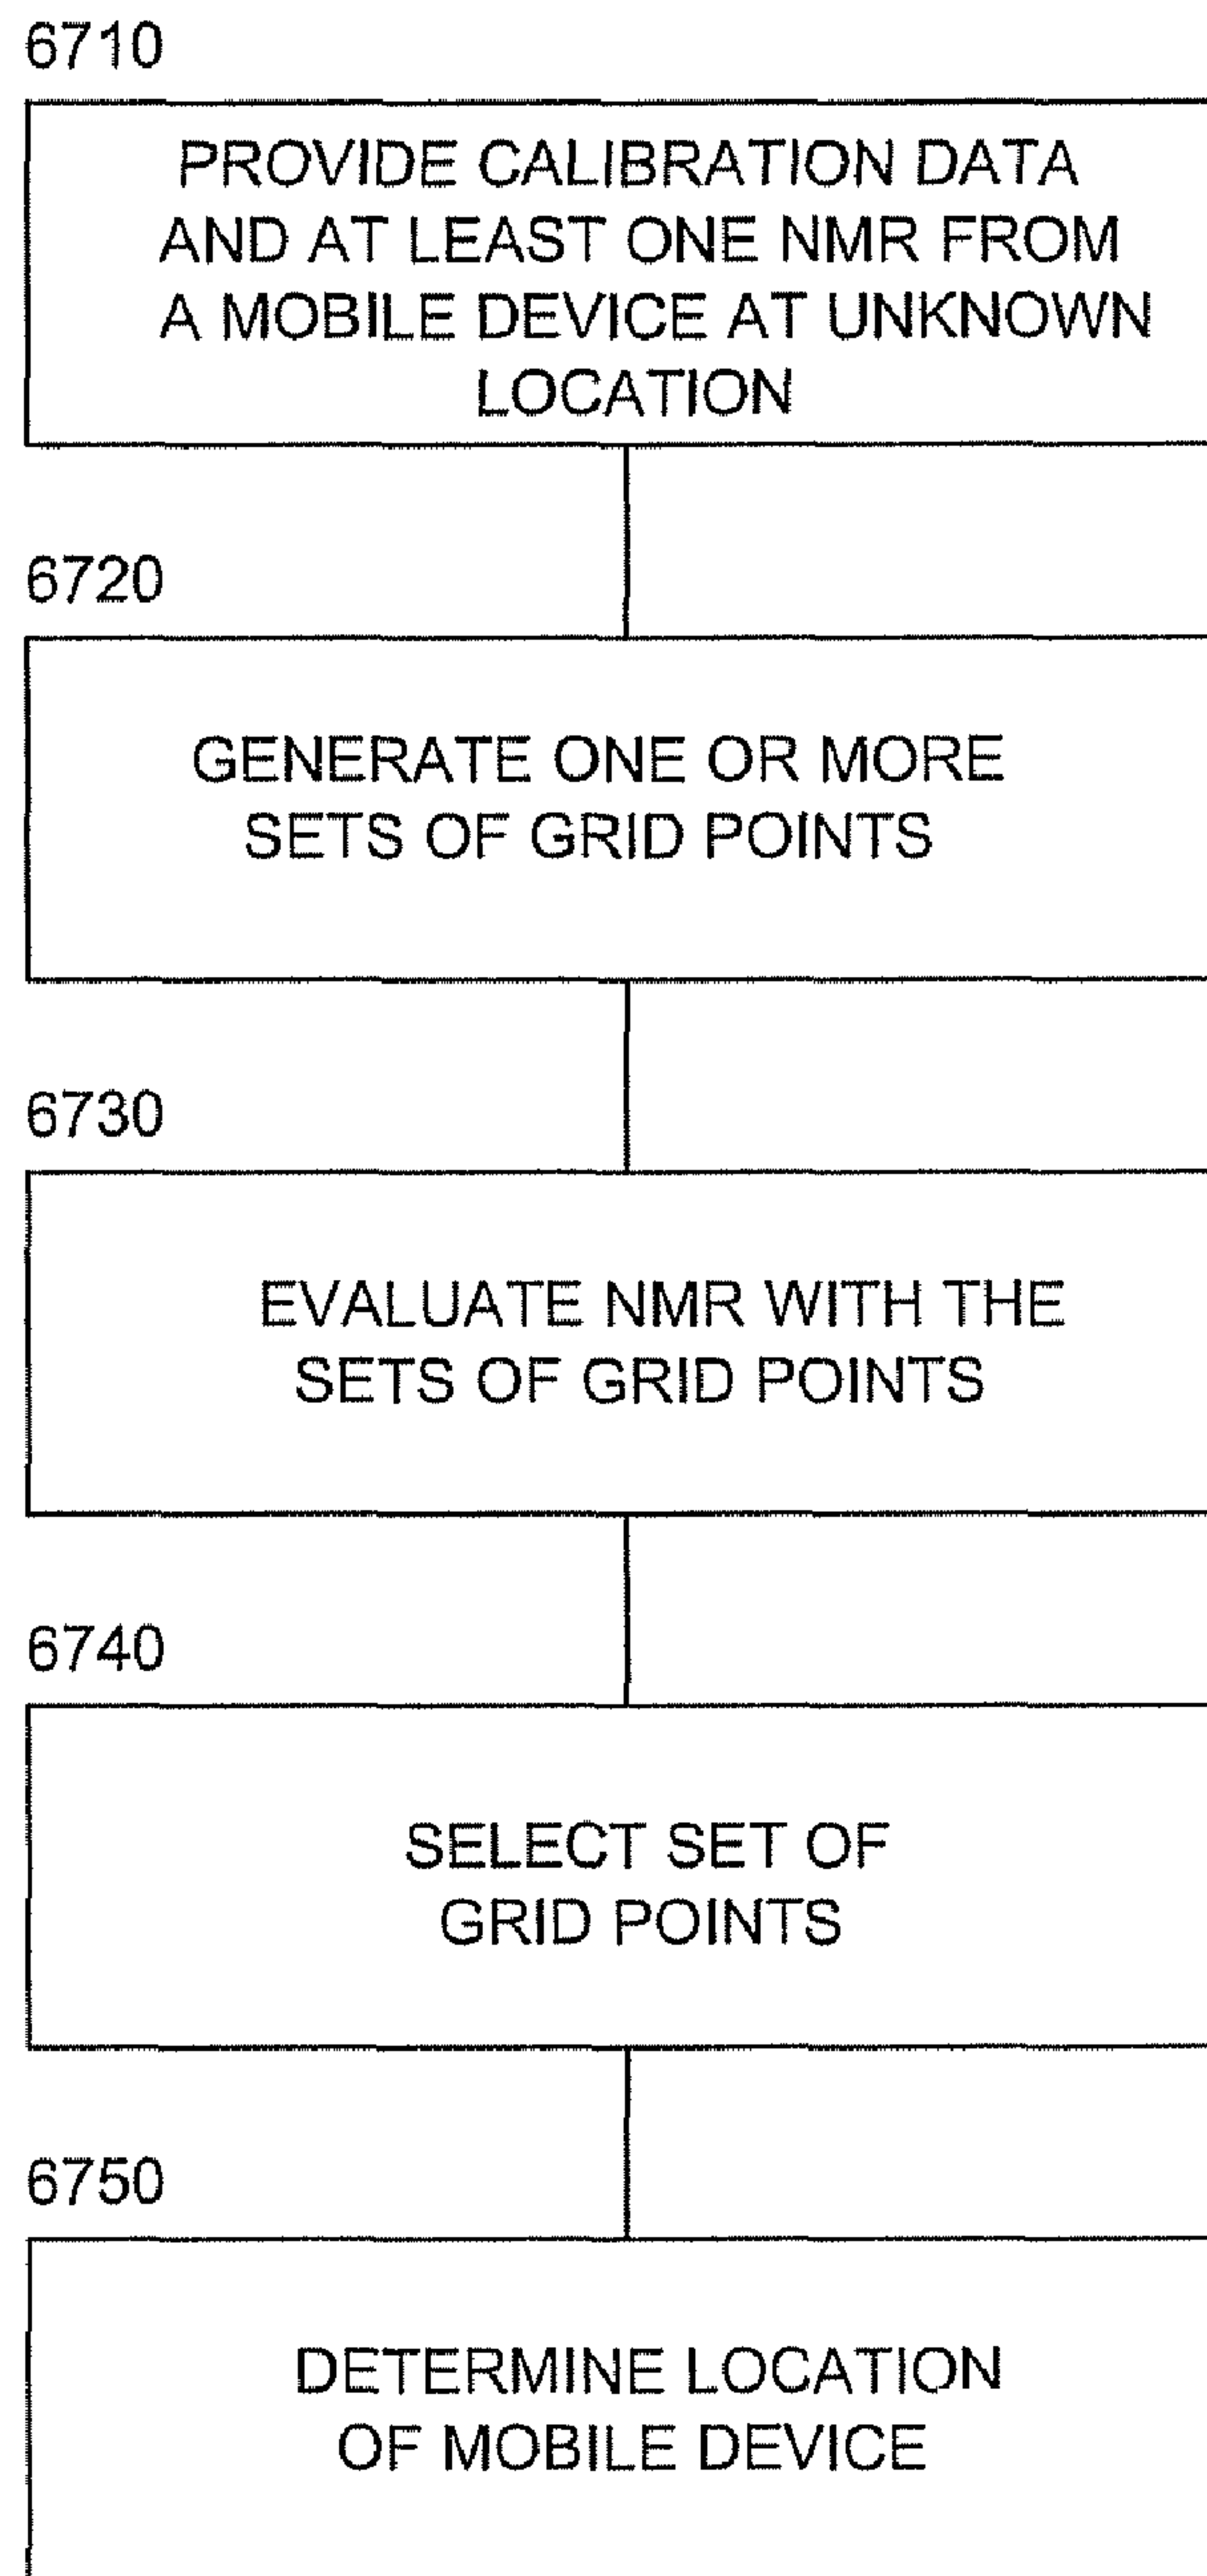 6710
PROVIDE CALIBRATION DATA
AND AT LEAST ONE NMR FROM
A MOBILE DEVICE AT UNKNOWN
LOCATION
6720
GENERATE ONE OR MORE
SETS OF GRID POINTS
6730
EVALUATE NMR WITH THE
SETS OF GRID POINTS
6740
SELECT SET OF
GRID POINTS
6750
DETERMINE LOCATION
OF MOBILE DEVICE